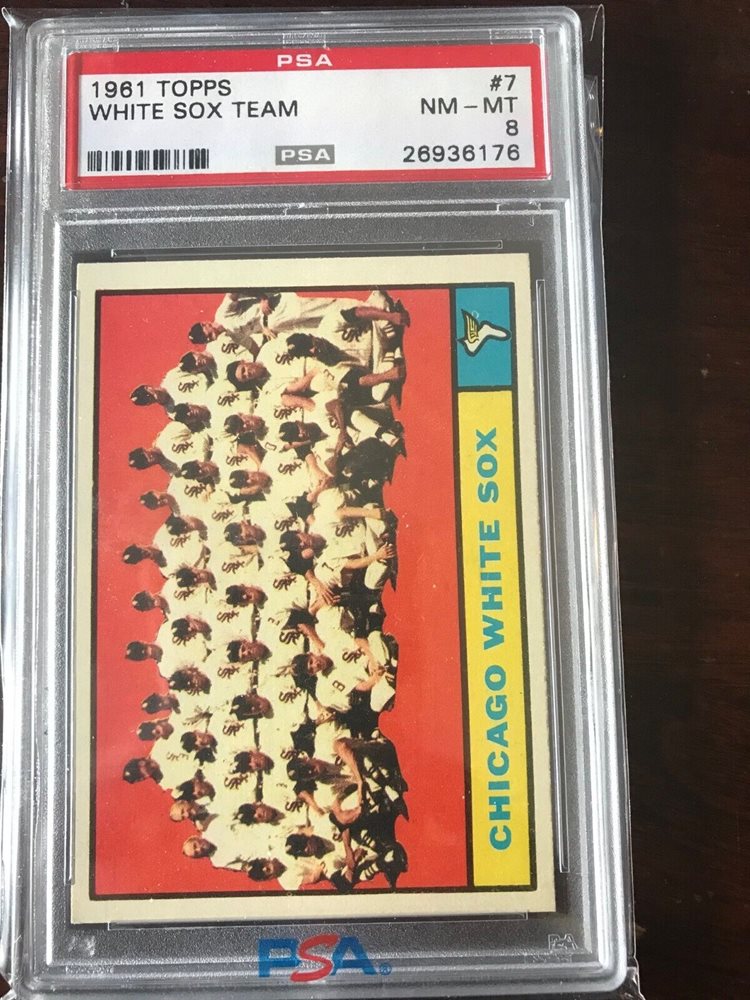 PSA
1961 TOPPS #7
WHITE SOX TEAM NM - MT
8
PSA 26936176
CHICAGO WHITE SOX
PSA